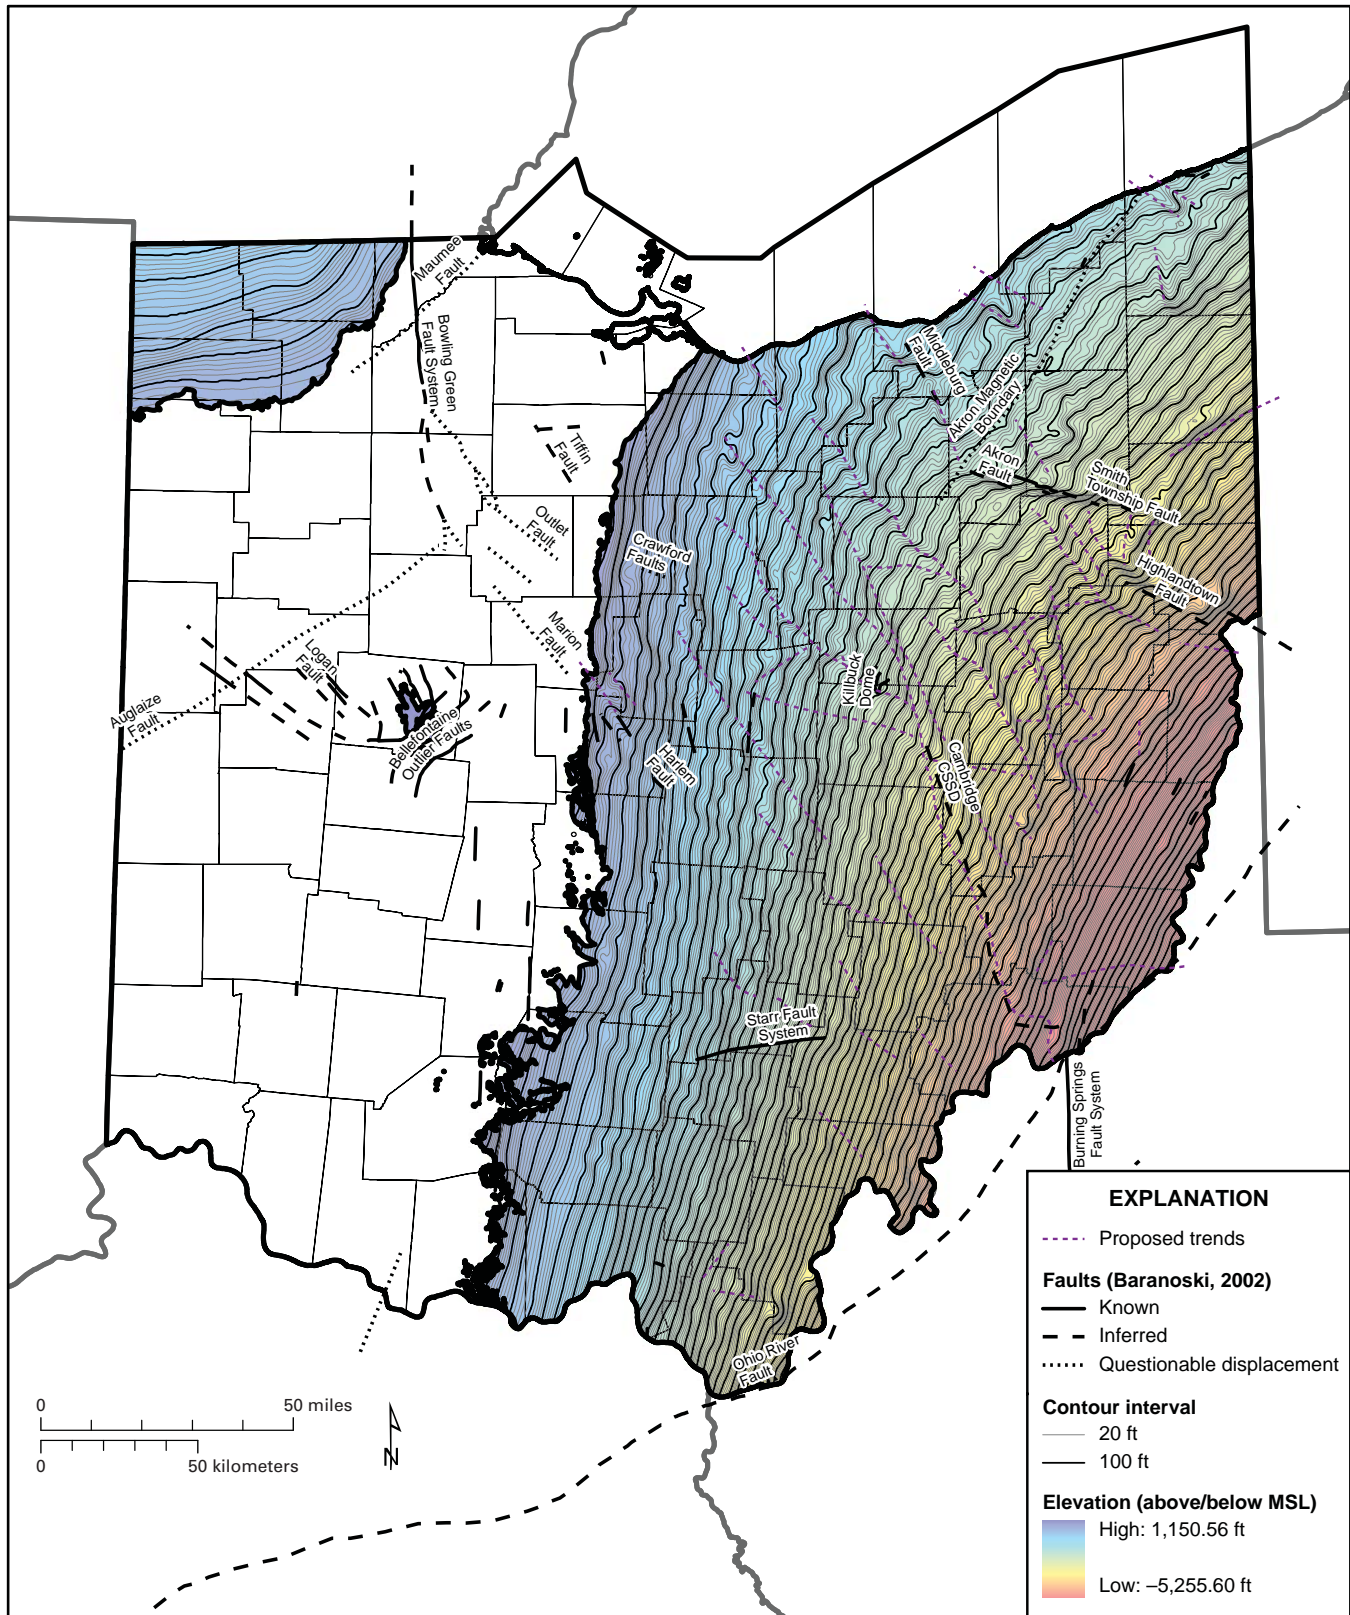 Maumee
Fault
Bowling Green
Fault System
Tiffin
Fault
Outlet
Fault
Crawford
Faults
Marion
Fault
Logan
Fault
Auglaize
Fault
Bellefontaine
Outlier Faults
Harlem
Fault
Middleburg
Fault
Akron Magnetic
Boundary
Akron
Fault
Smith
Township Fault
Highlandtown
Fault
Killbuck
Dome
Cambridge
CSSD
Starr Fault
System
Burning Springs
Fault System
Ohio River
Fault
0
50 miles
0
50 kilometers
N
EXPLANATION
Proposed trends
Faults (Baranoski, 2002)
Known
Inferred
Questionable displacement
Contour interval
20 ft
100 ft
Elevation (above/below MSL)
High: 1,150.56 ft
Low: –5,255.60 ft